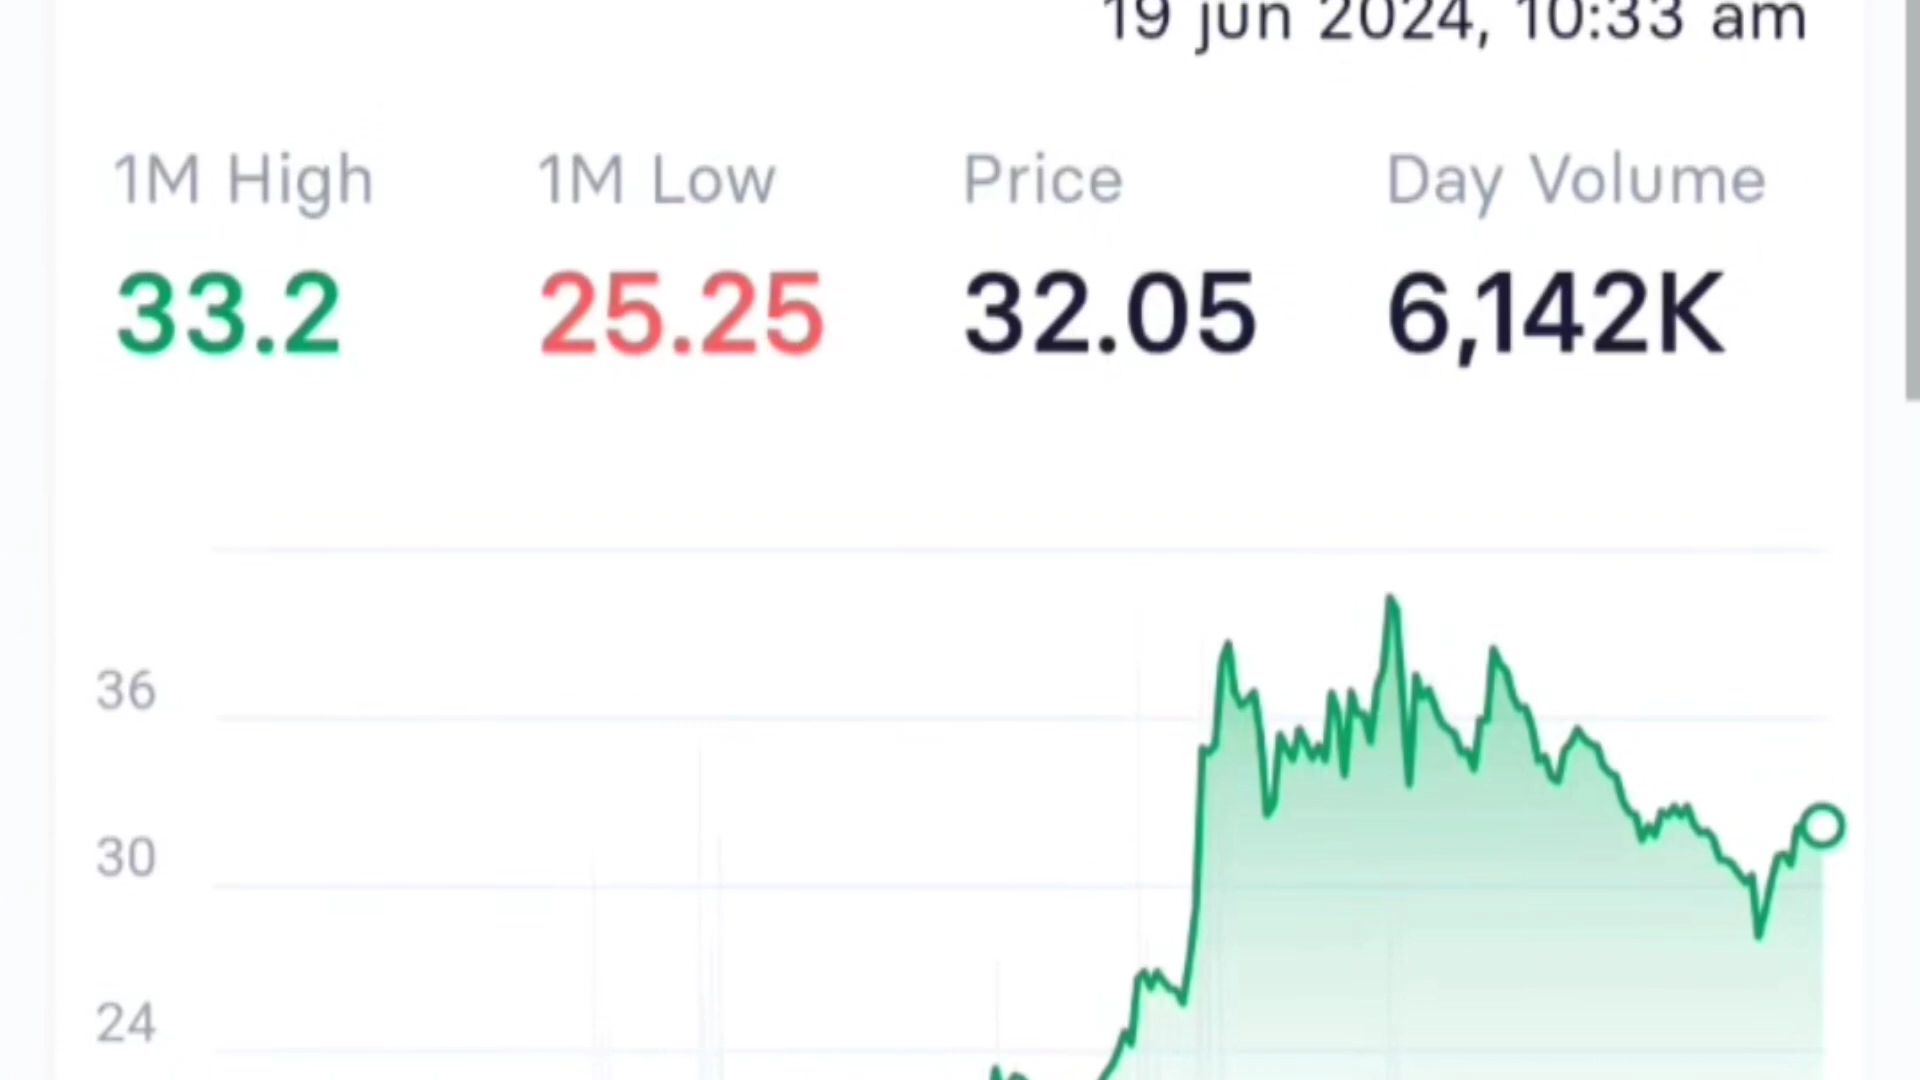 19 jun 2024, 10:33 am
1M High 1M Low Price Day Volume
33.2 25.25 32.05 6,142K
36
30
24